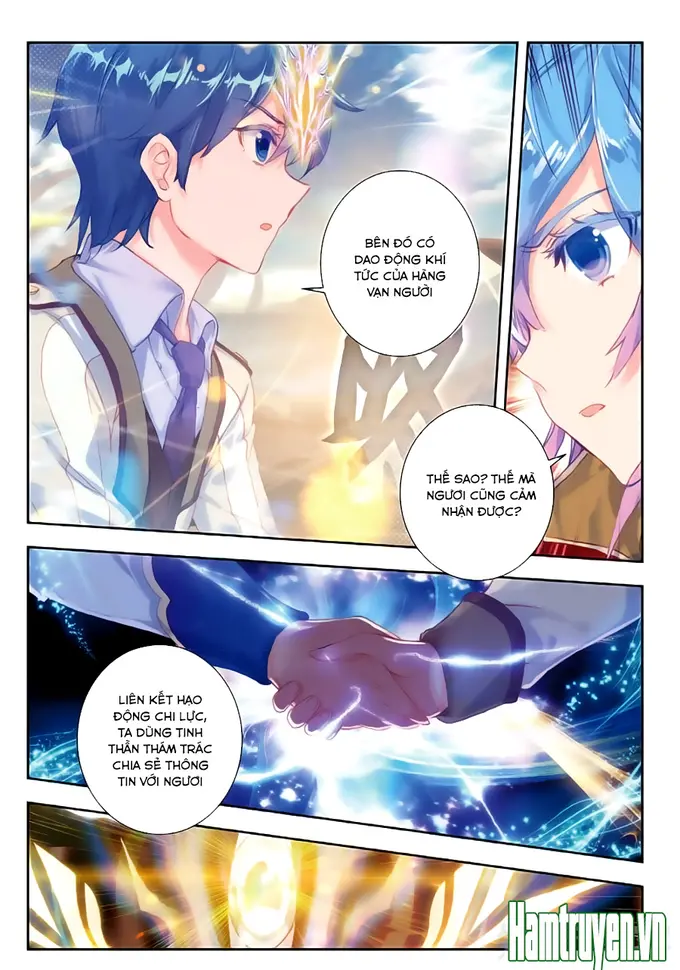 BÊN ĐÓ CÓ
DAO ĐỘNG KHÍ
TỨC CỦA HÀNG
VẠN NGƯỜI
THẾ SAO? THẾ MÀ
NGƯƠI CŨNG CẢM
NHẬN ĐƯỢC?
LIÊN KẾT HẠO
ĐỘNG CHI LỰC,
TA DÙNG TINH
THẦN THÁM TRẮC
CHIA SẺ THÔNG
TIN VỚI NGƯƠI
Hamtruyen.vn